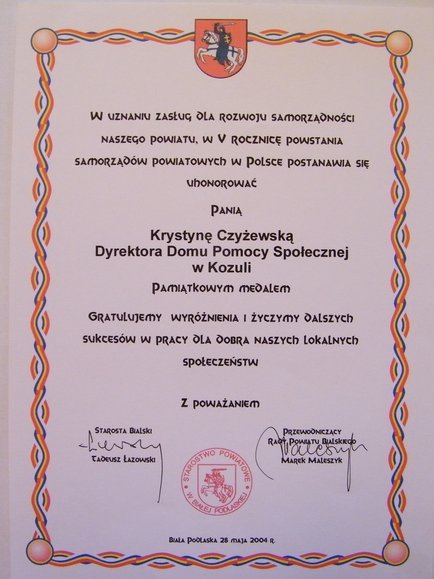 W uznaniu zasług dla rozwoju samorządności
naszego powiatu, w V rocznicę powstania
samorządów powiatowych w Polsce postanawia się
uhonorować
Panią
Krystynę Czyżewską
Dyrektora Domu Pomocy Społecznej
w Kozuli
Pamiątkowym medalem
Gratulujemy wyróżnienia i życzymy dalszych
sukcesów w pracy dla dobra naszych lokalnych
społeczeństw
Z poważaniem
Starosta Bialski
Tadeusz Łazowski
Przewodniczący
Rady Powiatu Bialskiego
Marek Maleszyk
STAROSTWO POWIATOWE
W BIAŁEJ PODLASKIEJ
Biała Podlaska 28 maja 2004 r.